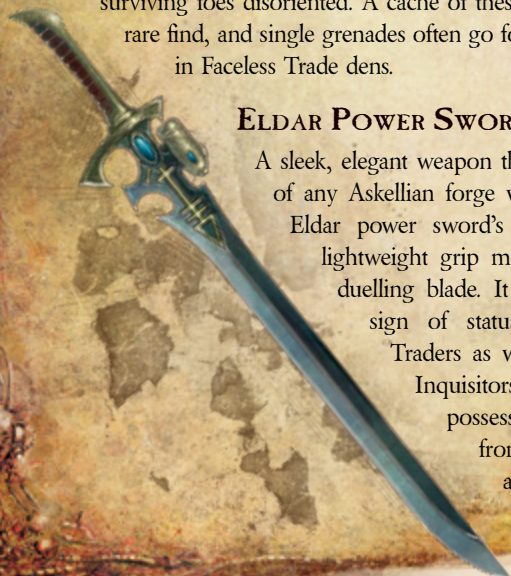 surviving foes disoriented. A cache of these
rare find, and single grenades often go fo
in Faceless Trade dens.
Eldar Power Swor
A sleek, elegant weapon th
of any Askellian forge w
Eldar power sword's
lightweight grip m
duelling blade. It
sign of statu
Traders as w
Inquisitors
possess
from
a